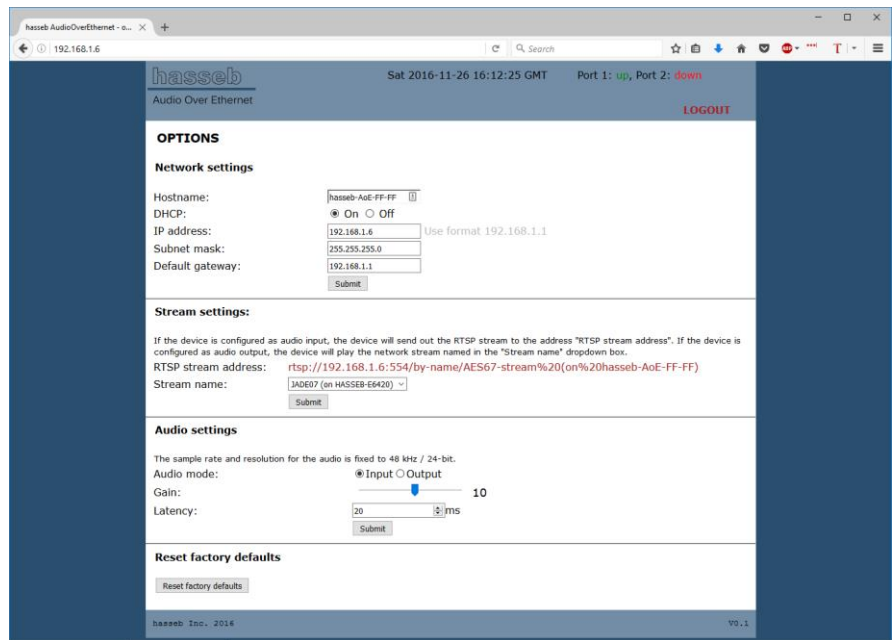 hasseb AudioOverEthernet - o...
192.168.1.6
Search
hasseb
Audio Over Ethernet
Sat 2016-11-26 16:12:25 GMT Port 1: up, Port 2: down
LOGOUT
OPTIONS
Network settings
Hostname: hasseb-AoE-FF-FF
DHCP: On Off
IP address: 192.168.1.6 Use format 192.168.1.1
Subnet mask: 255.255.255.0
Default gateway: 192.168.1.1
Submit
Stream settings:
If the device is configured as audio input, the device will send out the RTSP stream to the address "RTSP stream address". If the device is
configured as audio output, the device will play the network stream named in the "Stream name" dropdown box.
RTSP stream address: rtsp://192.168.1.6:554/by-name/AES67-stream%20(on%20hasseb-AoE-FF-FF)
Stream name: JADE07 (on HASSEB-E6420)
Submit
Audio settings
The sample rate and resolution for the audio is fixed to 48 kHz / 24-bit.
Audio mode: Input Output
Gain: 10
Latency: 20 ms
Submit
Reset factory defaults
Reset factory defaults
hasseb Inc. 2016 V0.1